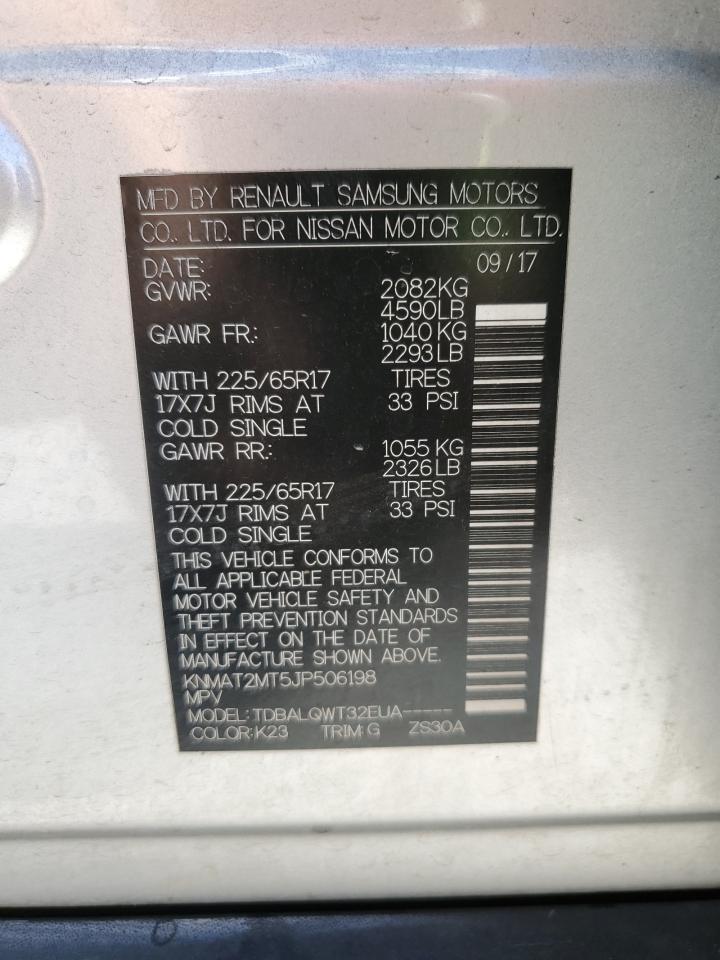 MFD BY RENAULT SAMSUNG MOTORS
CO., LTD. FOR NISSAN MOTOR CO., LTD.
DATE: 09/17
GVWR: 2082KG
4590LB
GAWR FR.: 1040KG
2293LB
WITH 225/65R17 TIRES
17X7J RIMS AT 33 PSI
COLD SINGLE
GAWR RR.: 1055KG
2326LB
WITH 225/65R17 TIRES
17X7J RIMS AT 33 PSI
COLD SINGLE
THIS VEHICLE CONFORMS TO
ALL APPLICABLE FEDERAL
MOTOR VEHICLE SAFETY AND
THEFT PREVENTION STANDARDS
IN EFFECT ON THE DATE OF
MANUFACTURE SHOWN ABOVE.
KNMAT2MT5JP506198
MPV
MODEL:TDBALQWT32EUA-----
COLOR:K23 TRIM:G ZS30A